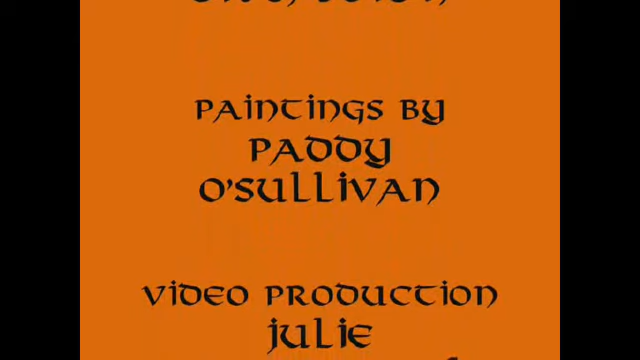 PAINTINGS BY
PADDY
O'SULLIVAN
VIDEO PRODUCTION
JULIE